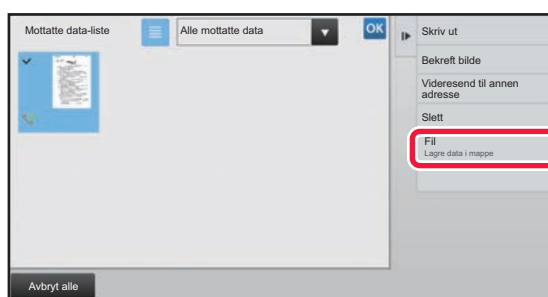 Mottatte data-liste
Alle mottatte data
OK
Skriv ut
Bekreft bilde
Videresend til annen
adresse
Slett
Fil
Lagre data i mappe
Avbryt alle